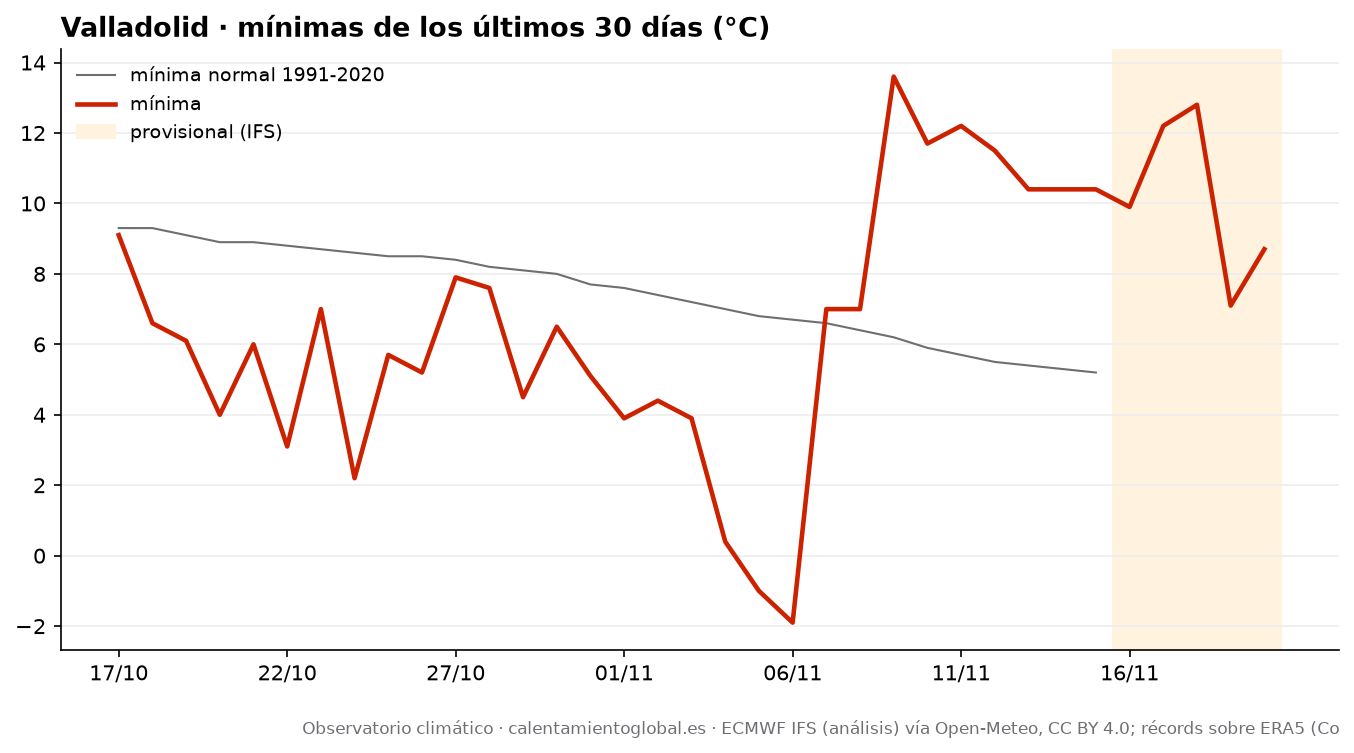 Valladolid · mínimas de los últimos 30 días (°C)
mínima normal 1991-2020
mínima
provisional (IFS)
14
12
10
8
6
4
2
0
−2
17/10 22/10 27/10 01/11 06/11 11/11 16/11
Observatorio climático · calentamientoglobal.es · ECMWF IFS (análisis) vía Open-Meteo, CC BY 4.0; récords sobre ERA5 (Co